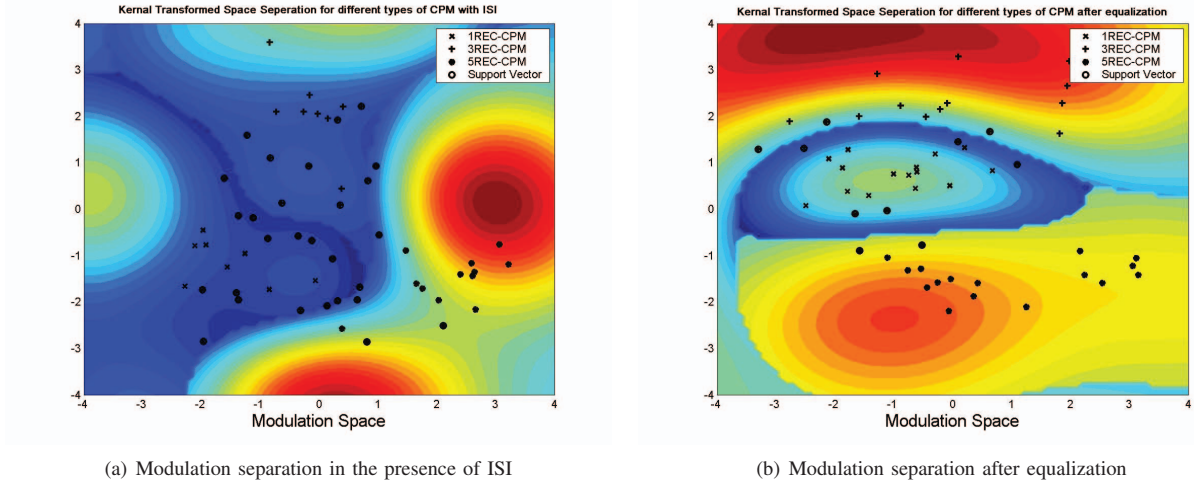 Kernal Transformed Space Seperation for different types of CPM with ISI
4
3
2
1
0
-1
-2
-3
-4
-4
-3
-2
-1
0
1
2
3
4
1REC-CPM
3REC-CPM
5REC-CPM
Support Vector
Modulation Space
(a) Modulation separation in the presence of ISI
Kernal Transformed Space Seperation for different types of CPM after equalization
4
3
2
1
0
-1
-2
-3
-4
-4
-3
-2
-1
0
1
2
3
4
1REC-CPM
3REC-CPM
5REC-CPM
Support Vector
Modulation Space
(b) Modulation separation after equalization